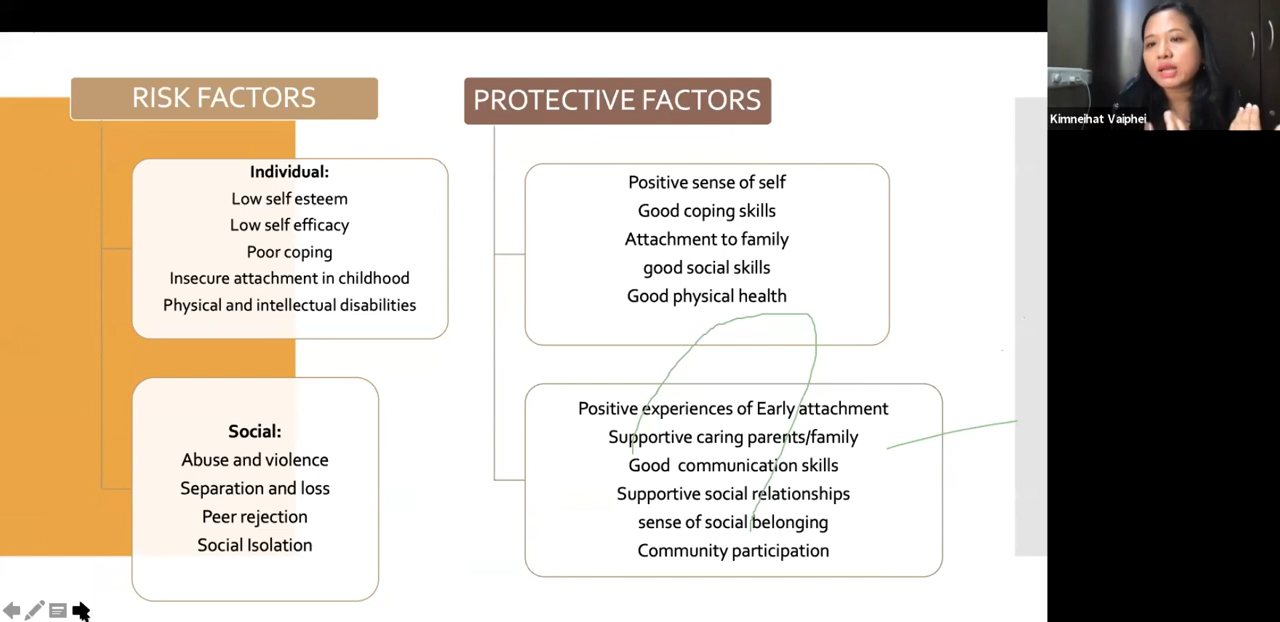 RISK FACTORS
Individual:
Low self esteem
Low self efficacy
Poor coping
Insecure attachment in childhood
Physical and intellectual disabilities
Social:
Abuse and violence
Separation and loss
Peer rejection
Social Isolation
PROTECTIVE FACTORS
Positive sense of self
Good coping skills
Attachment to family
good social skills
Good physical health
Positive experiences of Early attachment
Supportive caring parents/family
Good communication skills
Supportive social relationships
sense of social belonging
Community participation
Kimneihat Vaiphei